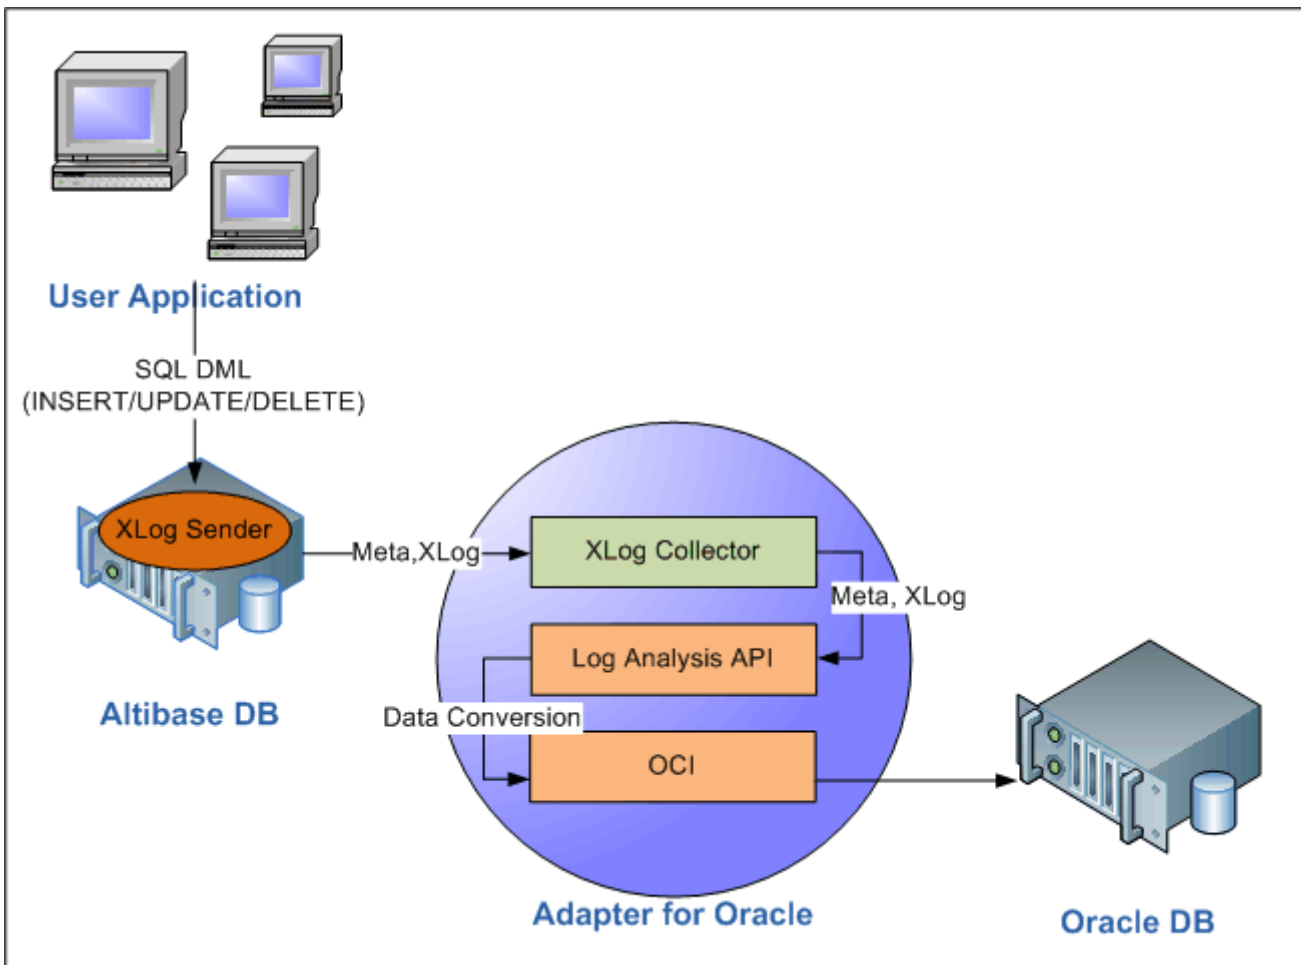 User Application
SQL DML
(INSERT/UPDATE/DELETE)
XLog Sender
Meta,XLog
XLog Collector
Meta, XLog
Log Analysis API
Altibase DB
Data Conversion
OCI
Adapter for Oracle
Oracle DB